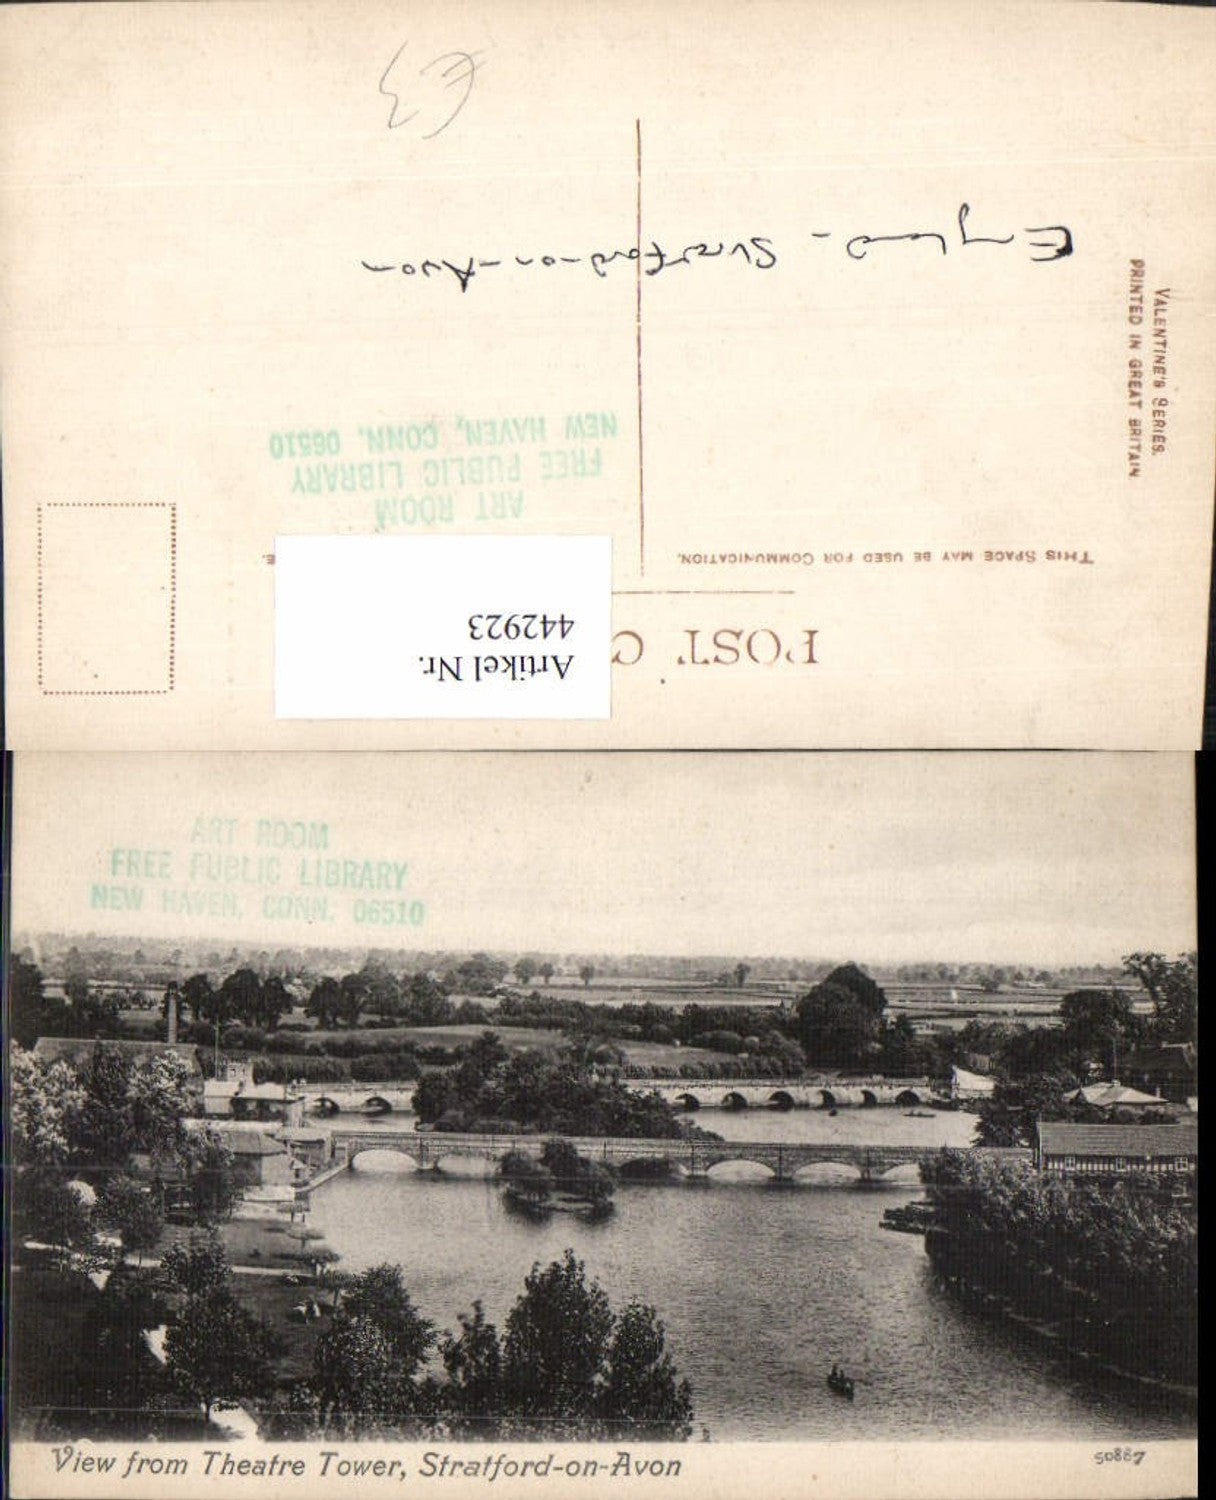 £3
England - Stratford-on-Avon
VALENTINE'S SERIES.
PRINTED IN GREAT BRITAIN
ART ROOM
FREE PUBLIC LIBRARY
NEW HAVEN, CONN. 06510
POST C
THIS SPACE MAY BE USED FOR COMMUNICATION.
E.
Artikel Nr.
442923
ART ROOM
FREE PUBLIC LIBRARY
NEW HAVEN, CONN. 06510
View from Theatre Tower, Stratford-on-Avon
50887